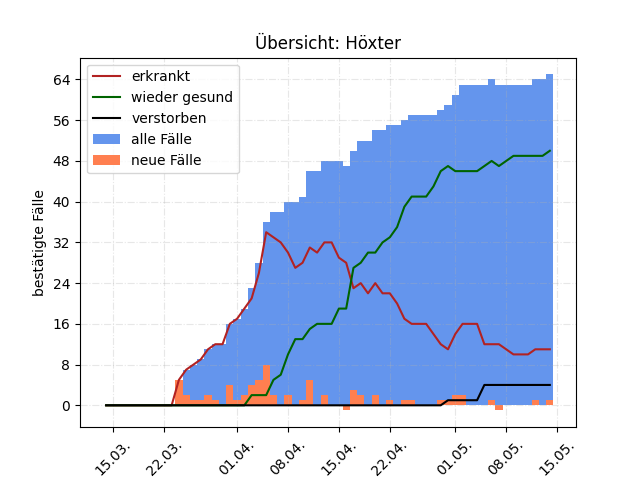 Übersicht: Höxter
erkrankt
wieder gesund
verstorben
alle Fälle
neue Fälle
bestätigte Fälle
64
56
48
40
32
24
16
8
0
15.03.
22.03.
01.04.
08.04.
15.04.
22.04.
01.05.
08.05.
15.05.